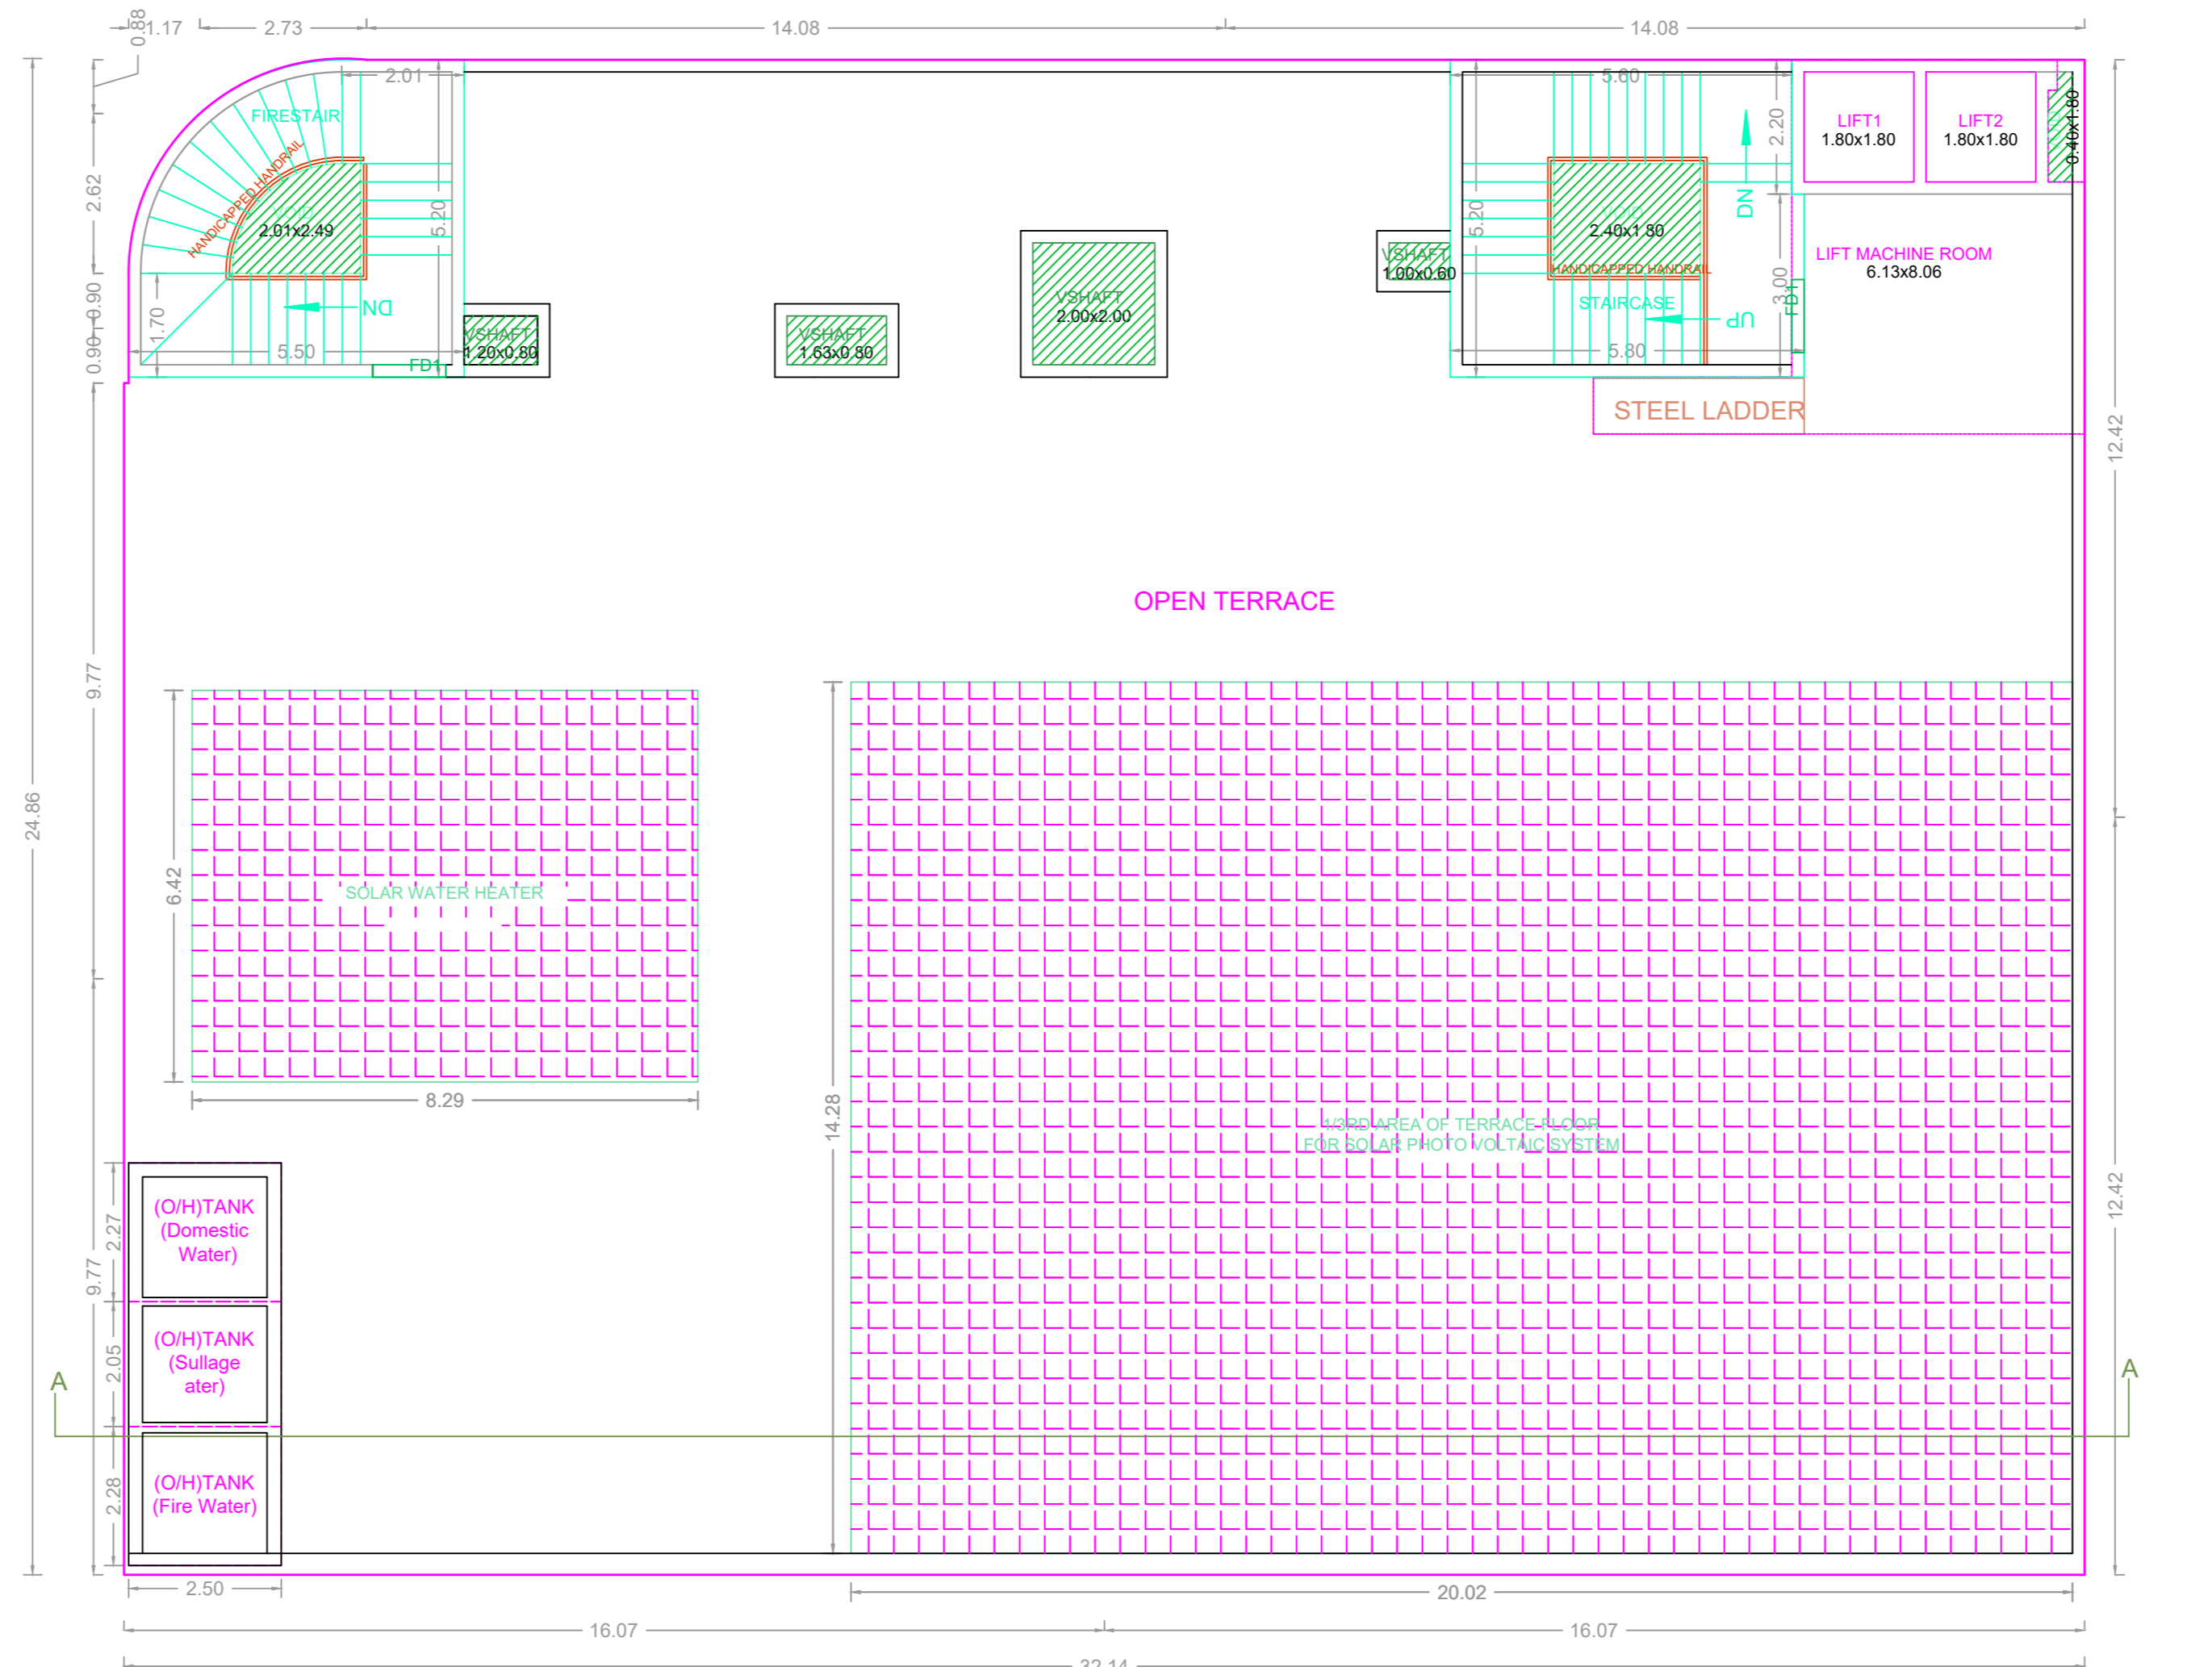 0.88
1.17
2.73
14.08
14.08
2.01
5.60
FIRESTAIR
HANDICAPPED HANDRAIL
VOID
2.01x2.49
2.62
5.20
0.90
0.90
1.70
DN
5.50
FD1
VSHAFT
1.20x0.80
VSHAFT
1.63x0.80
VSHAFT
2.00x2.00
VSHAFT
1.00x0.60
5.20
VOID
2.40x1.80
HANDICAPPED HANDRAIL
STAIRCASE
UP
DN
2.20
3.00
FD1
5.80
LIFT1
1.80x1.80
LIFT2
1.80x1.80
0.40x1.80
LIFT MACHINE ROOM
6.13x8.06
STEEL LADDER
12.42
OPEN TERRACE
9.77
24.86
6.42
SOLAR WATER HEATER
8.29
14.28
1/3RD AREA OF TERRACE FLOOR
FOR SOLAR PHOTO VOLTAIC SYSTEM
12.42
9.77
2.27
(O/H)TANK
(Domestic
Water)
2.05
(O/H)TANK
(Sullage
ater)
A
A
2.28
(O/H)TANK
(Fire Water)
2.50
20.02
16.07
16.07
32.14